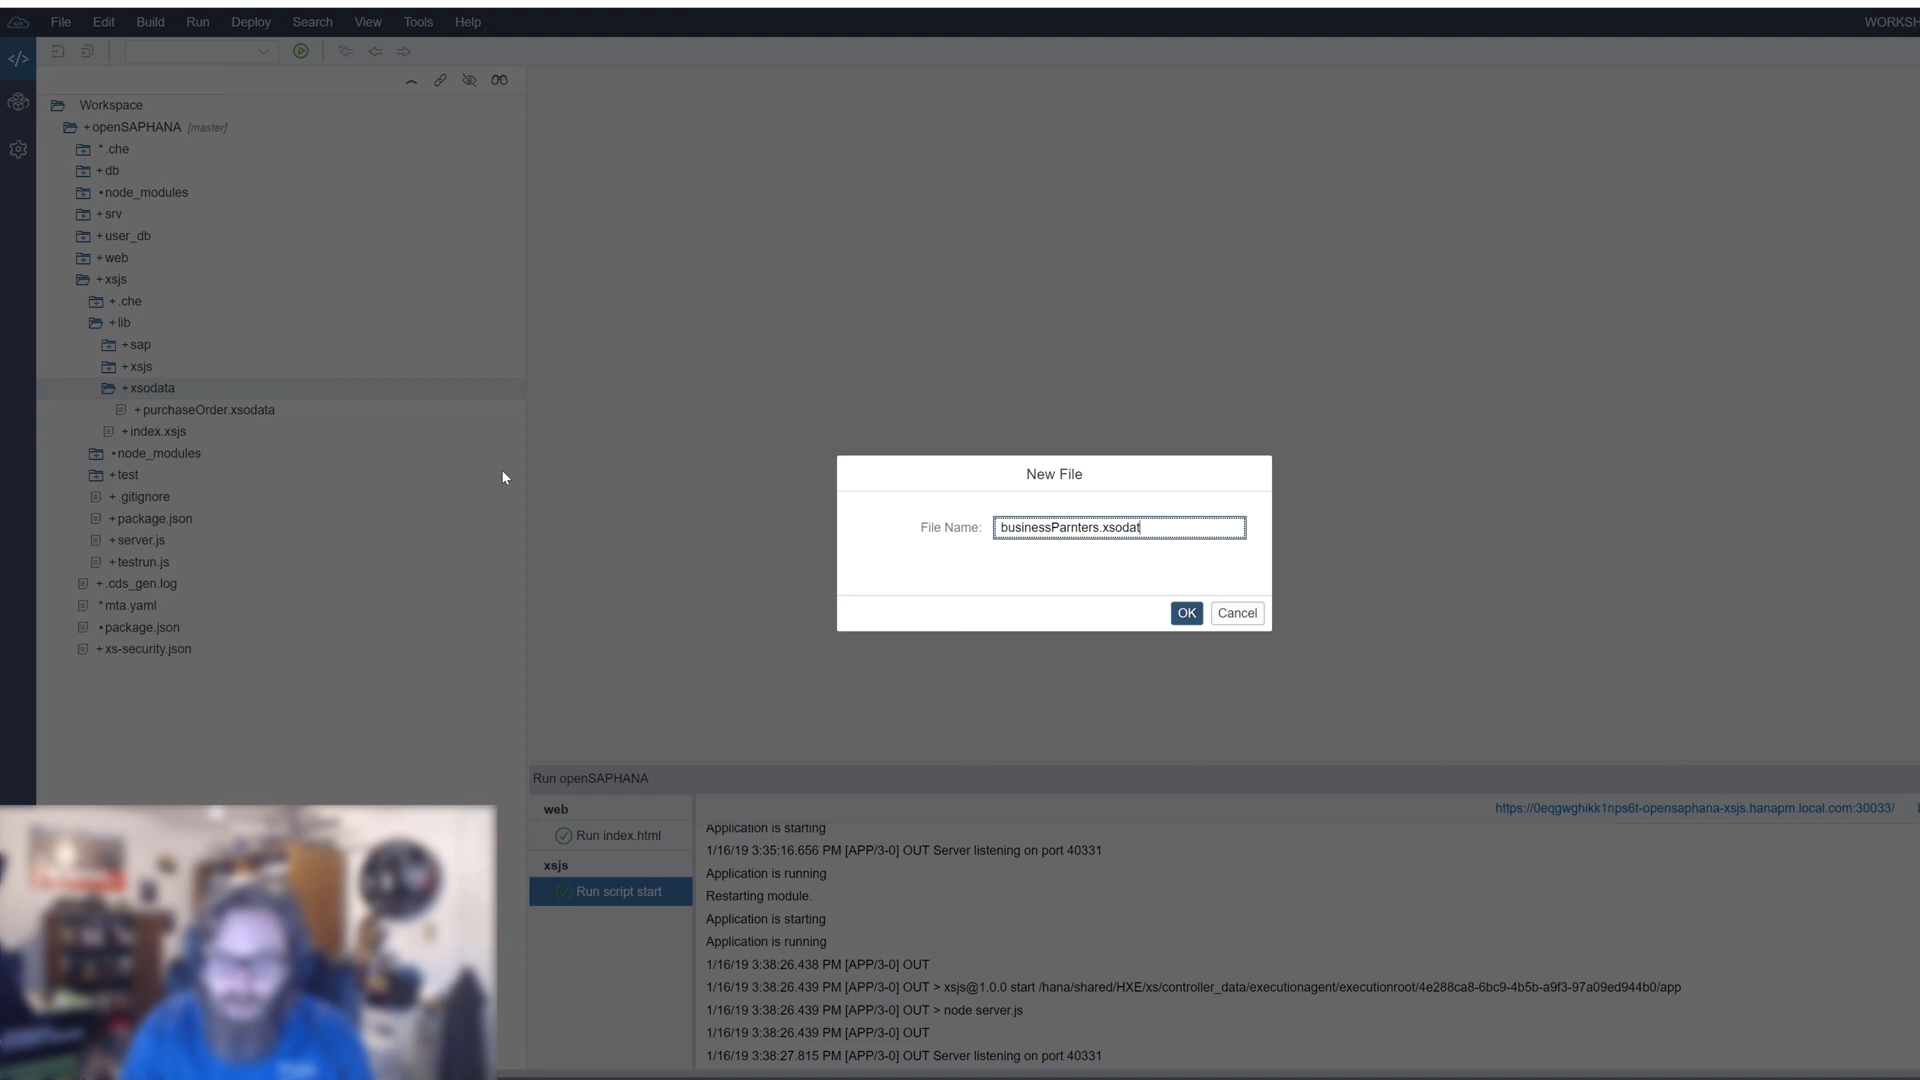 File Edit Build Run Deploy Search View Tools Help WORKSH
Workspace
+openSAPHANA [master]
*.che
+db
•node_modules
+srv
+user_db
+web
+xsjs
+.che
+lib
+sap
+xsjs
+xsodata
+purchaseOrder.xsodata
+index.xsjs
•node_modules
+test
+.gitignore
+package.json
+server.js
+testrun.js
+.cds_gen.log
*mta.yaml
•package.json
+xs-security.json
New File
File Name: businessParnters.xsodat
OK Cancel
Run openSAPHANA
web
Run index.html
xsjs
Run script start
https://0eqgwghikk1nps6t-opensaphana-xsjs.hanapm.local.com:30033/
Application is starting
1/16/19 3:35:16.656 PM [APP/3-0] OUT Server listening on port 40331
Application is running
Restarting module.
Application is starting
Application is running
1/16/19 3:38:26.438 PM [APP/3-0] OUT
1/16/19 3:38:26.439 PM [APP/3-0] OUT > xsjs@1.0.0 start /hana/shared/HXE/xs/controller_data/executionagent/executionroot/4e288ca8-6bc9-4b5b-a9f3-97a09ed944b0/app
1/16/19 3:38:26.439 PM [APP/3-0] OUT > node server.js
1/16/19 3:38:26.439 PM [APP/3-0] OUT
1/16/19 3:38:27.815 PM [APP/3-0] OUT Server listening on port 40331